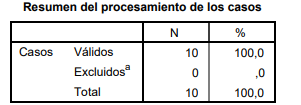 Resumen del procesamiento de los casos
N %
Casos Válidos 10 100,0
Excluidosa 0 ,0
Total 10 100,0